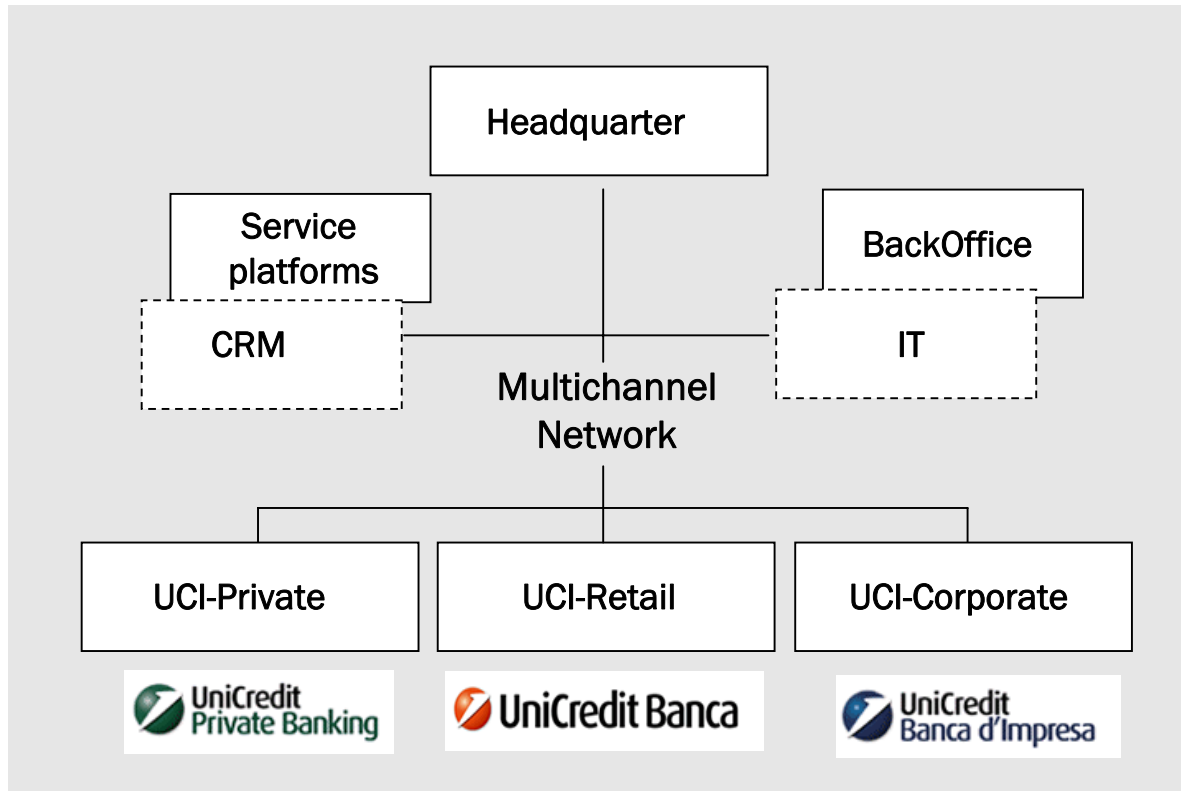 Headquarter
Service
platforms
BackOffice
CRM
IT
Multichannel
Network
UCI-Private
UCI-Retail
UCI-Corporate
UniCredit
Private Banking
UniCredit Banca
UniCredit
Banca d'Impresa